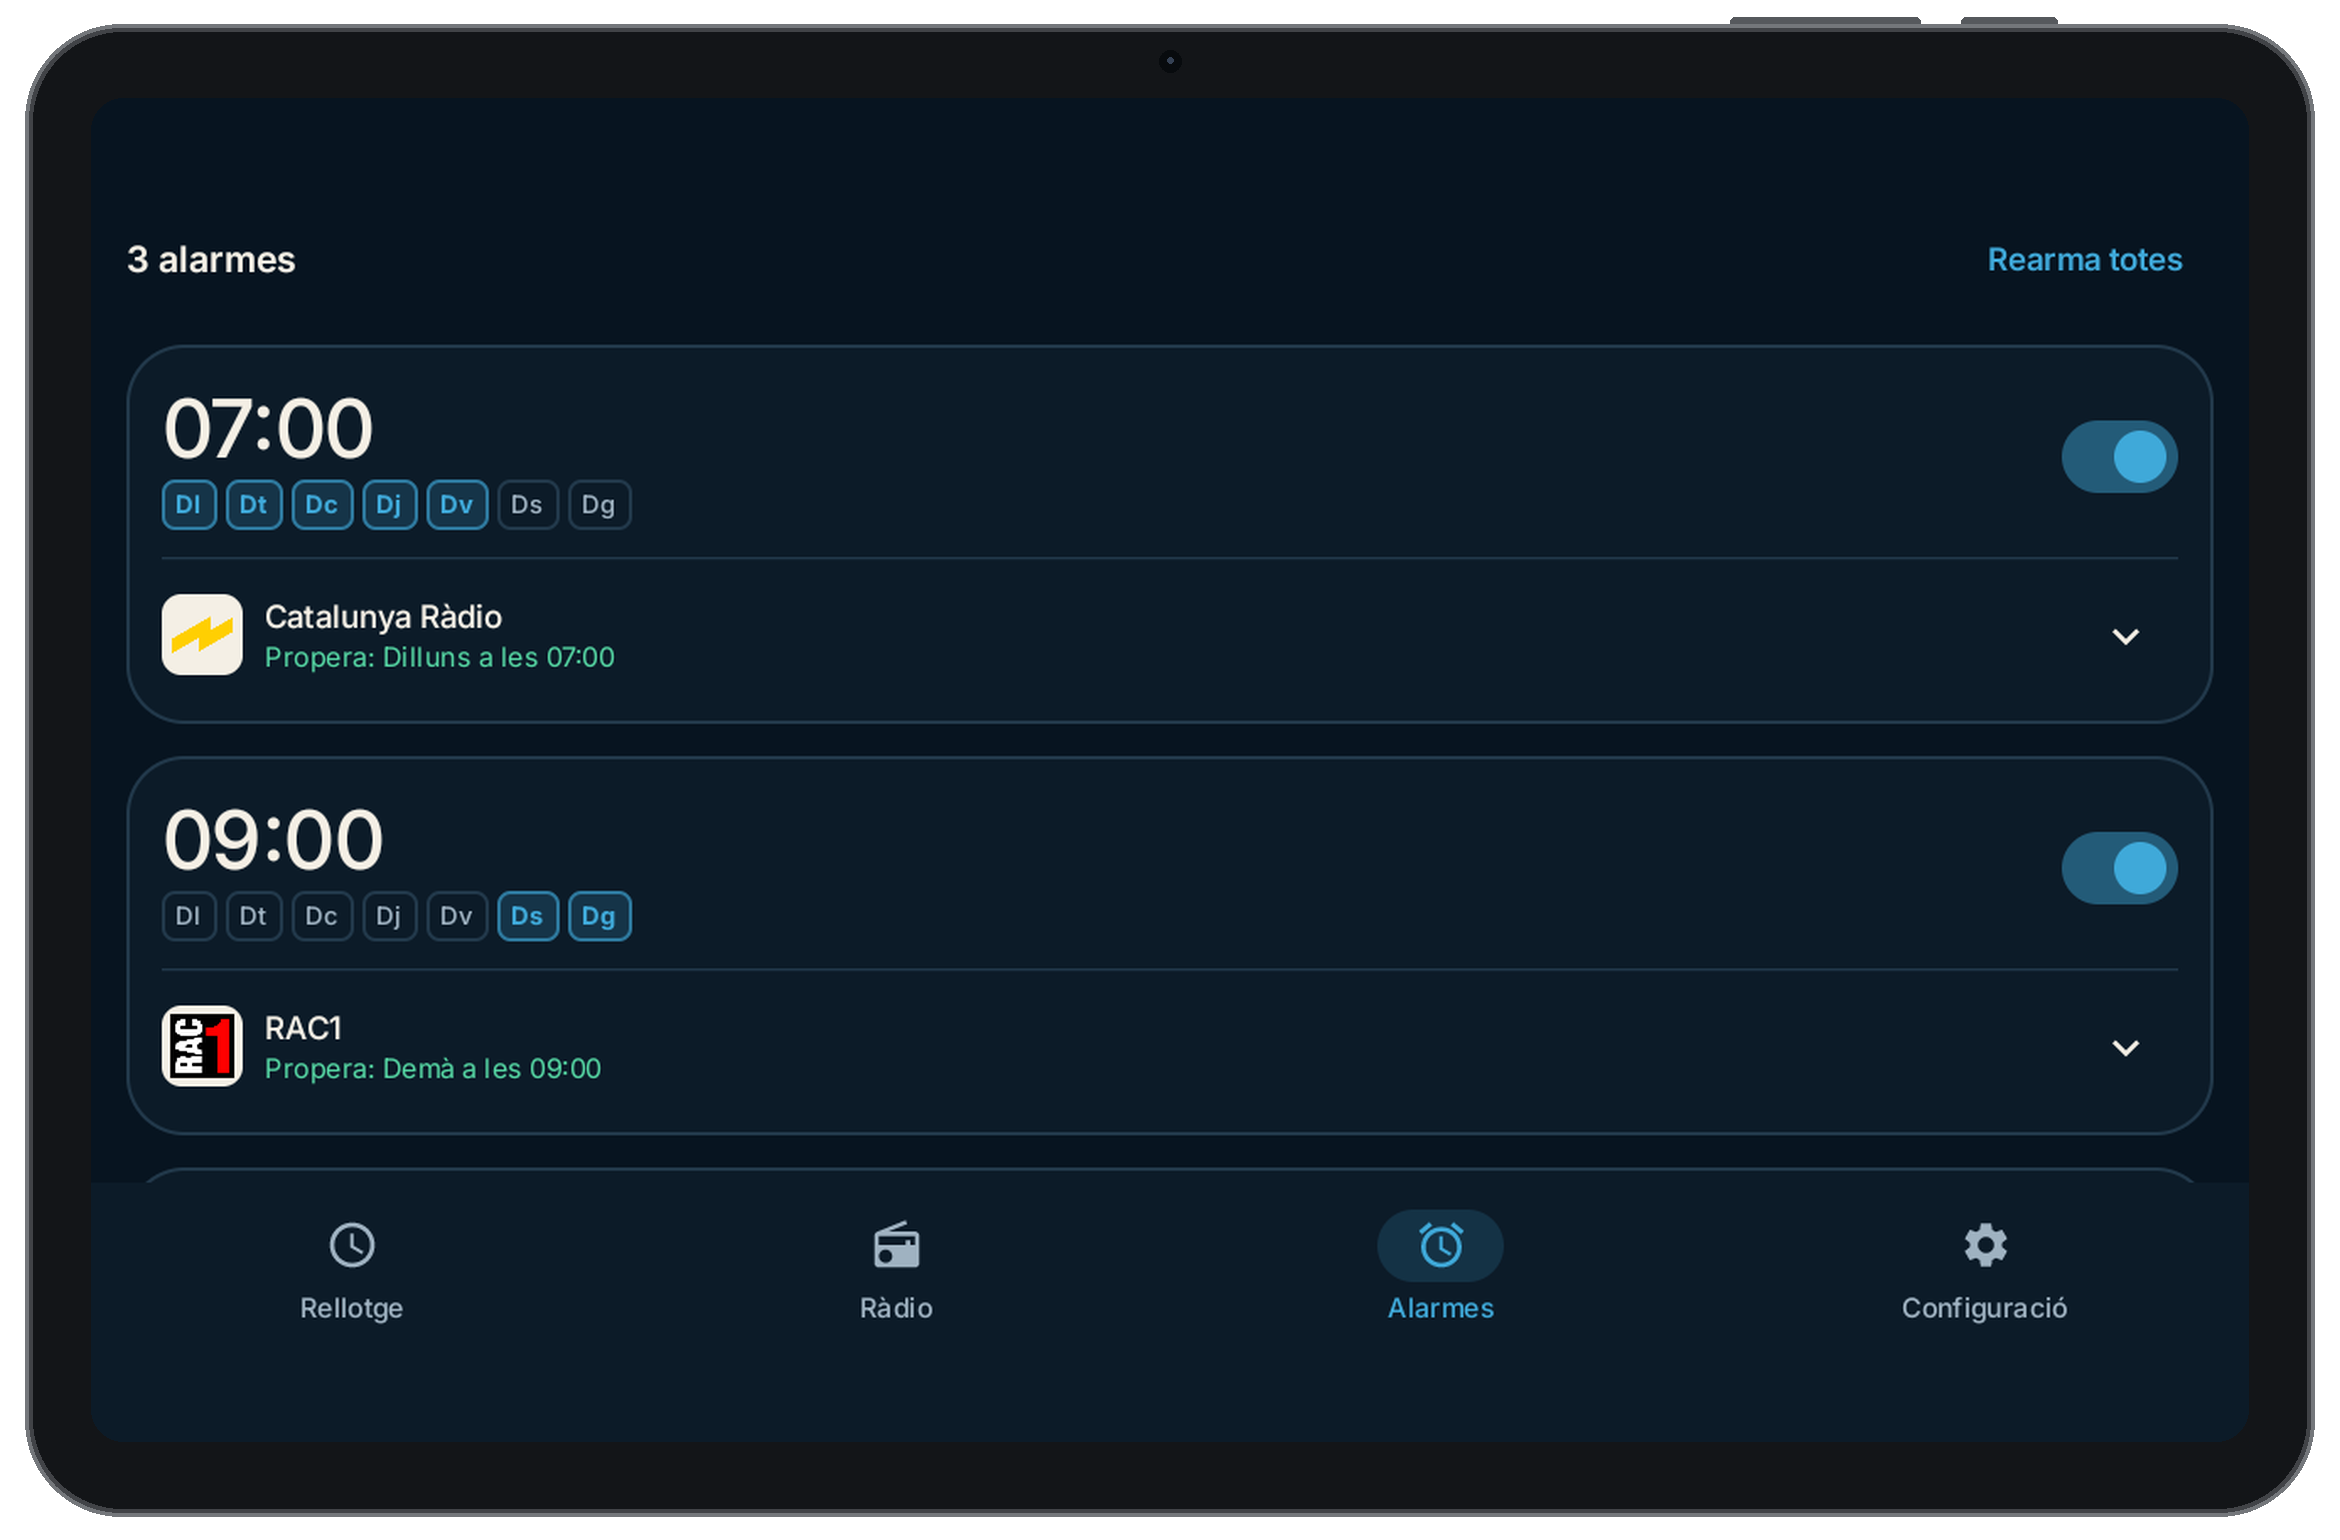 3 alarmes
Rearma totes
07:00
Dl Dt Dc Dj Dv Ds Dg
Catalunya Ràdio
Propera: Dilluns a les 07:00
09:00
Dl Dt Dc Dj Dv Ds Dg
RAC1
RAC1
Propera: Demà a les 09:00
Rellotge
Ràdio
Alarmes
Configuració